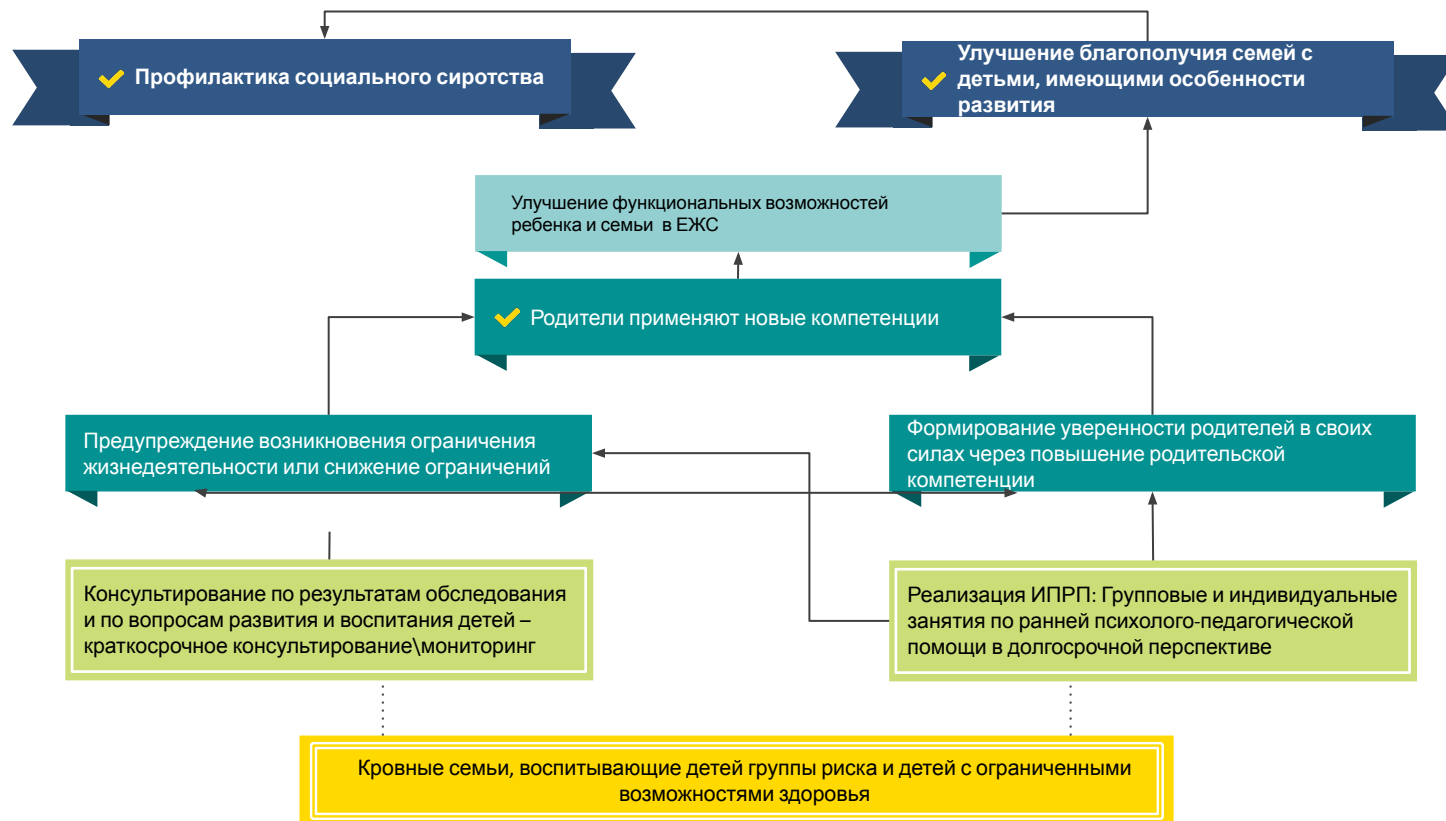 Профилактика социального сиротства
Улучшение благополучия семей с
детьми, имеющими особенности
развития
Улучшение функциональных возможностей
ребенка и семьи в ЕЖС
Родители применяют новые компетенции
Предупреждение возникновения ограничения
жизнедеятельности или снижение ограничений
Формирование уверенности родителей в своих
силах через повышение родительской
компетенции
Консультирование по результатам обследования
и по вопросам развития и воспитания детей –
краткосрочное консультирование\мониторинг
Реализация ИПРП: Групповые и индивидуальные
занятия по ранней психолого-педагогической
помощи в долгосрочной перспективе
Кровные семьи, воспитывающие детей группы риска и детей с ограниченными
возможностями здоровья